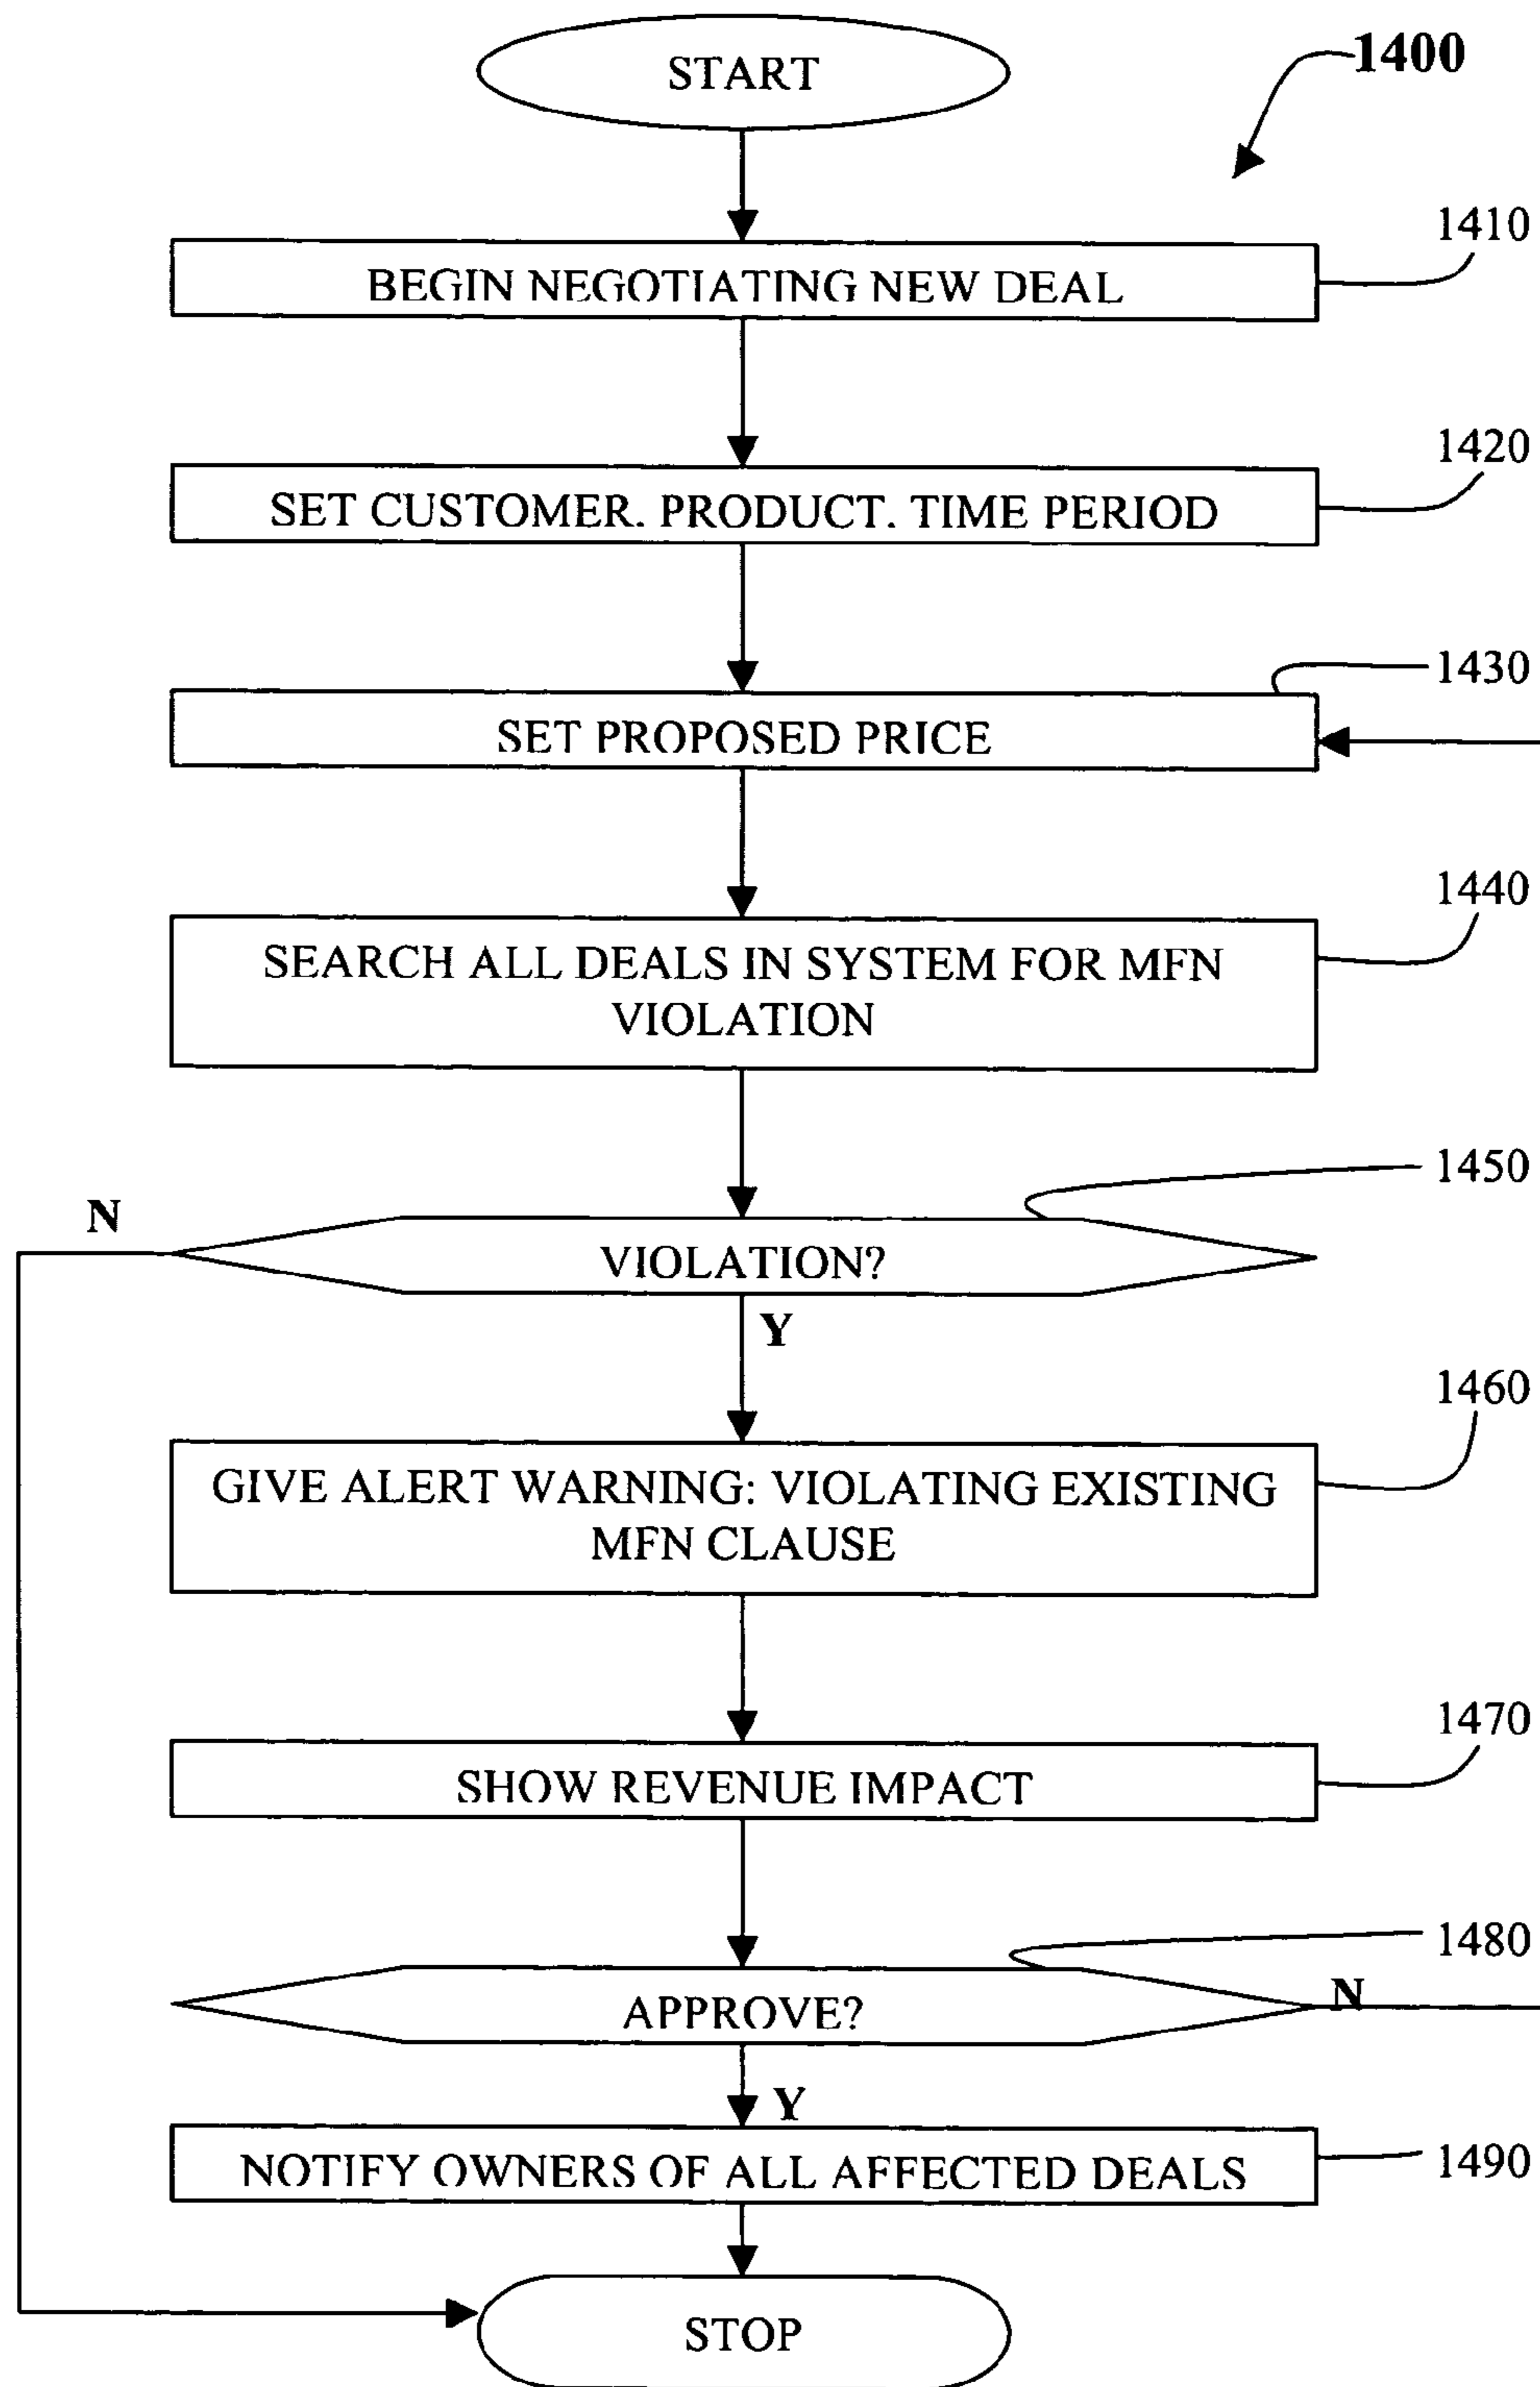 START
1400
1410
BEGIN NEGOTIATING NEW DEAL
1420
SET CUSTOMER. PRODUCT. TIME PERIOD
1430
SET PROPOSED PRICE
1440
SEARCH ALL DEALS IN SYSTEM FOR MFN
VIOLATION
1450
N
VIOLATION?
Y
1460
GIVE ALERT WARNING: VIOLATING EXISTING
MFN CLAUSE
1470
SHOW REVENUE IMPACT
1480
N
APPROVE?
Y
NOTIFY OWNERS OF ALL AFFECTED DEALS
1490
STOP